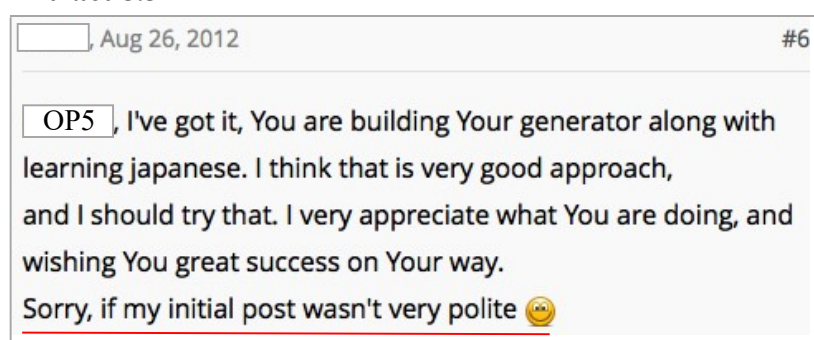 , Aug 26, 2012 #6
OP5 , I've got it, You are building Your generator along with
learning japanese. I think that is very good approach,
and I should try that. I very appreciate what You are doing, and
wishing You great success on Your way.
Sorry, if my initial post wasn't very polite